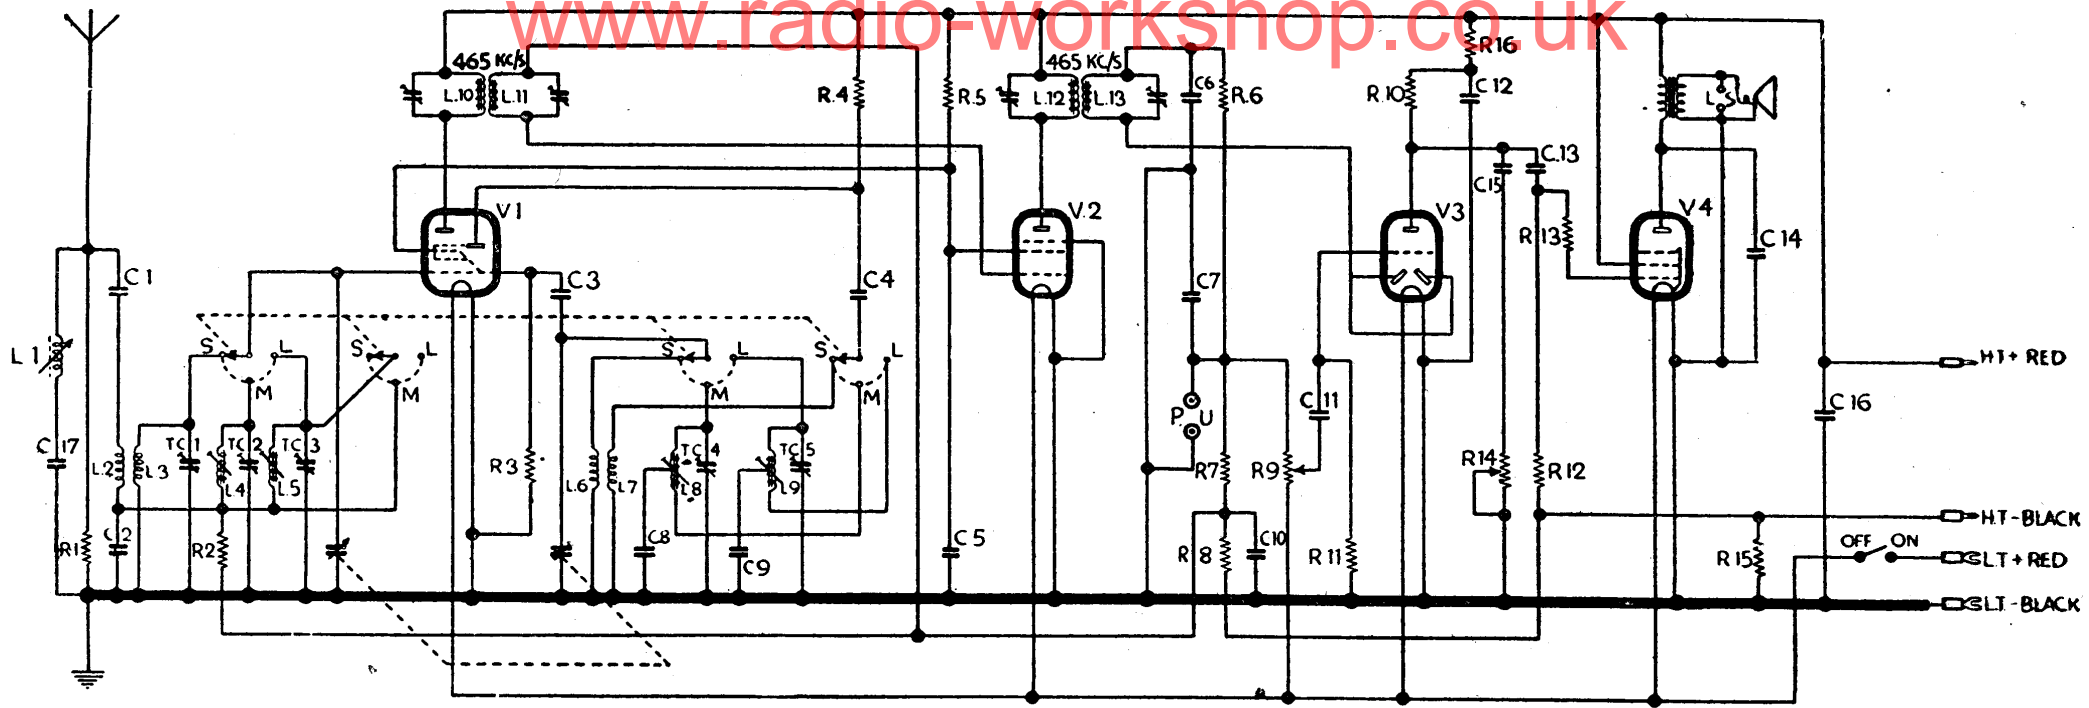 www.radio-workshop.co.uk
465 KC/S
L.10
L.11
R.4
R.5
465 KC/S
L.12
L.13
C6
R.6
R16
R.10
C12
L S
V1
V.2
V3
V4
C.13
C15
R13
C14
C1
C3
C4
C7
L1
S
L
M
S
L
M
S
L
M
S
L
M
P U
C11
HT+ RED
C16
C17
L2
L3
TC1
TC2
TC3
L4
L.5
R3
L.6
L7
TC4
L8
TC5
L9
R7
R9
R14
R12
R1
C2
R2
C8
C9
C5
R8
C10
R11
R15
H.T-BLACK
OFF
ON
LT+RED
LT-BLACK